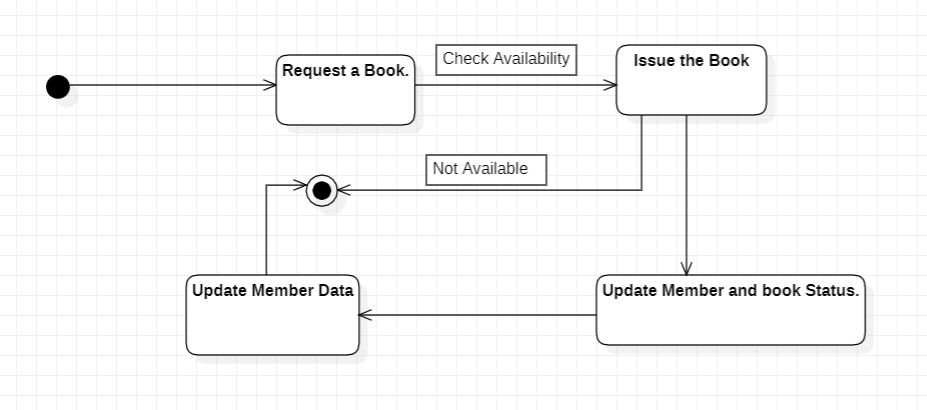 Request a Book.
Check Availability
Issue the Book
Not Available
Update Member Data
Update Member and book Status.